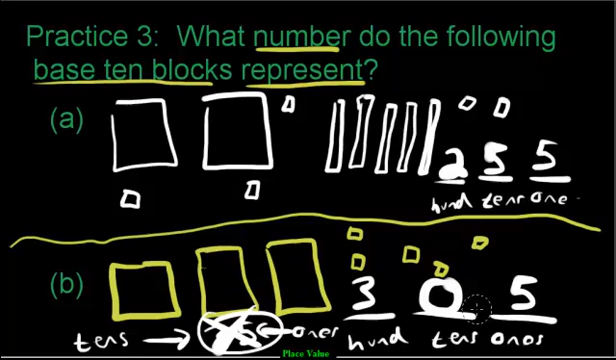 Practice 3: What number do the following
base ten blocks represent?
(a)
2 5 5
hund tens one
(b)
3 0 5
tens → ← ones hund tens ones
Place Value